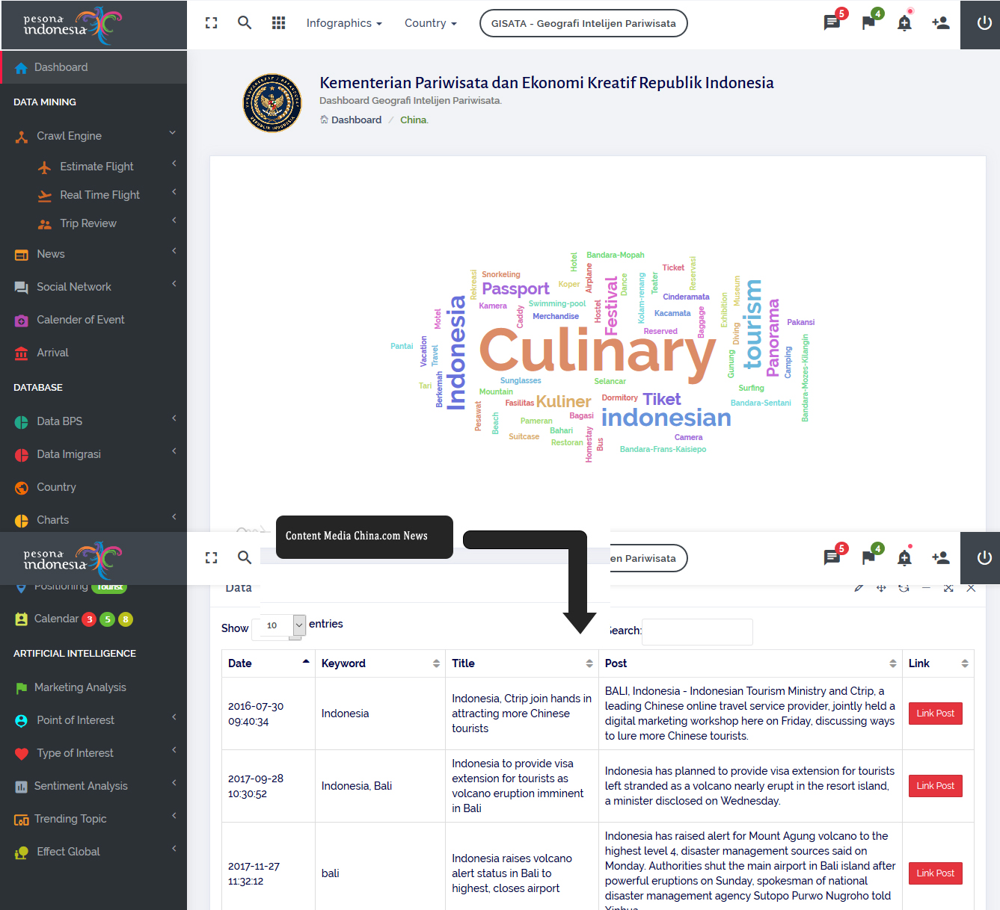 pesona
indonesia
Infographics
Country
GISATA - Geografi Intelijen Pariwisata
5
4
Dashboard
DATA MINING
Crawl Engine
Estimate Flight
Real Time Flight
Trip Review
News
Social Network
Calender of Event
Arrival
DATABASE
Data BPS
Data Imigrasi
Country
Charts
Kementerian Pariwisata dan Ekonomi Kreatif Republik Indonesia
Dashboard Geografi Intelijen Pariwisata.
Dashboard / China.
Hotel
Bandara-Mopah
Airplane
Ticket
Reservasi
Rekreasi
Snorkeling
Passport
Koper
Festival
Dance
Teater
Kolam-renang
Cinderamata
Museum
Exhibition
tourism
Panorama
Pakansi
Kamera
Caddy
Swimming-pool
Merchandise
Hostel
Kacamata
Baggage
Reserved
Diving
Motel
Indonesia
Culinary
Pantai
Vacation
Travel
Gunung
Camping
Bandara-Mozes-Kilangin
Tari
Berkemah
Sunglasses
Selancar
Surfing
Mountain
Fasilitas
Kuliner
Dormitory
Tiket
Bandara-Sentani
Pesawat
Beach
Pameran
Bagasi
indonesian
Suitcase
Bahari
Restoran
Homestay
Bus
Camera
Bandara-Frans-Kaisiepo
Content Media China.com News
pesona
indonesia
en Pariwisata
5
4
Positioning Tourist
Calendar 3 5 8
ARTIFICIAL INTELLIGENCE
Marketing Analysis
Point of Interest
Type of Interest
Sentiment Analysis
Trending Topic
Effect Global
Data
Show 10 entries
Search:
Date Keyword Title Post Link
2016-07-30
09:40:34
Indonesia
Indonesia, Ctrip join hands in
attracting more Chinese
tourists
BALI, Indonesia - Indonesian Tourism Ministry and Ctrip, a
leading Chinese online travel service provider, jointly held a
digital marketing workshop here on Friday, discussing ways
to lure more Chinese tourists.
Link Post
2017-09-28
10:30:52
Indonesia, Bali
Indonesia to provide visa
extension for tourists as
volcano eruption imminent
in Bali
Indonesia has planned to provide visa extension for tourists
left stranded as a volcano nearly erupt in the resort island,
a minister disclosed on Wednesday.
Link Post
2017-11-27
11:32:12
bali
Indonesia raises volcano
alert status in Bali to
highest, closes airport
Indonesia has raised alert for Mount Agung volcano to the
highest level 4, disaster management sources said on
Monday. Authorities shut the main airport in Bali island after
powerful eruptions on Sunday, spokesman of national
disaster management agency Sutopo Purwo Nugroho told
Xinhua
Link Post